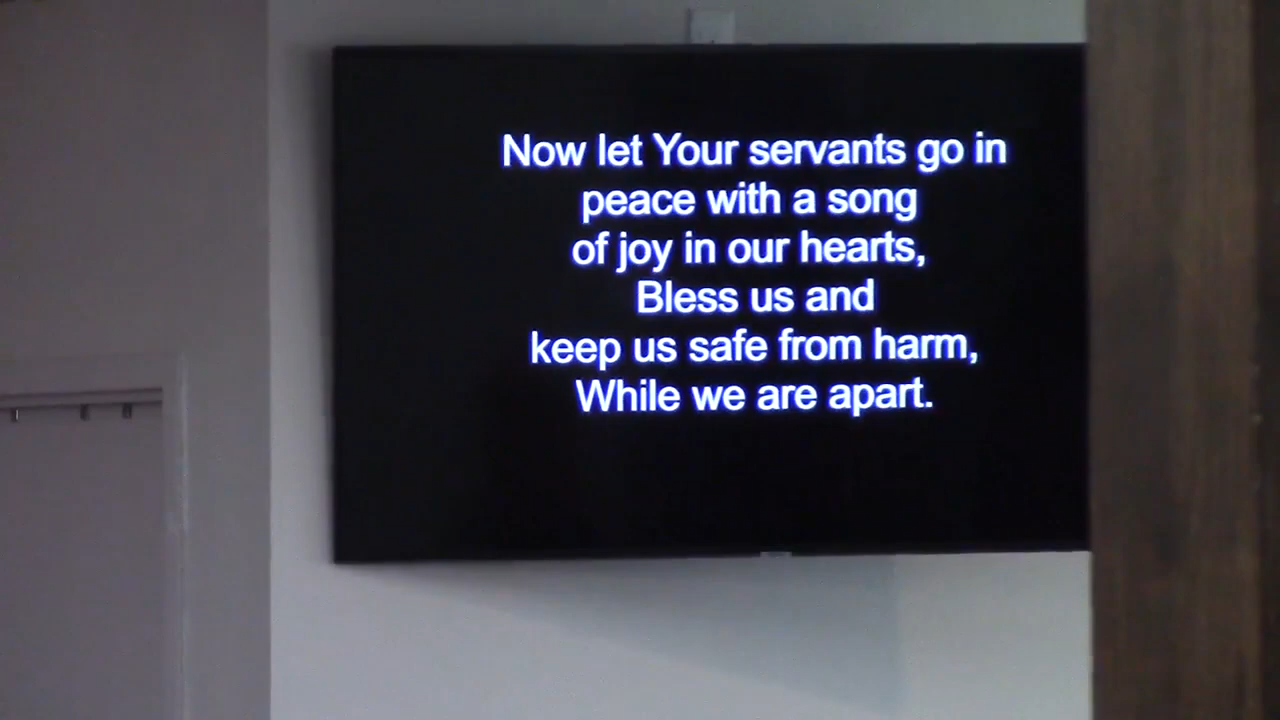 Now let Your servants go in
peace with a song
of joy in our hearts,
Bless us and
keep us safe from harm,
While we are apart.